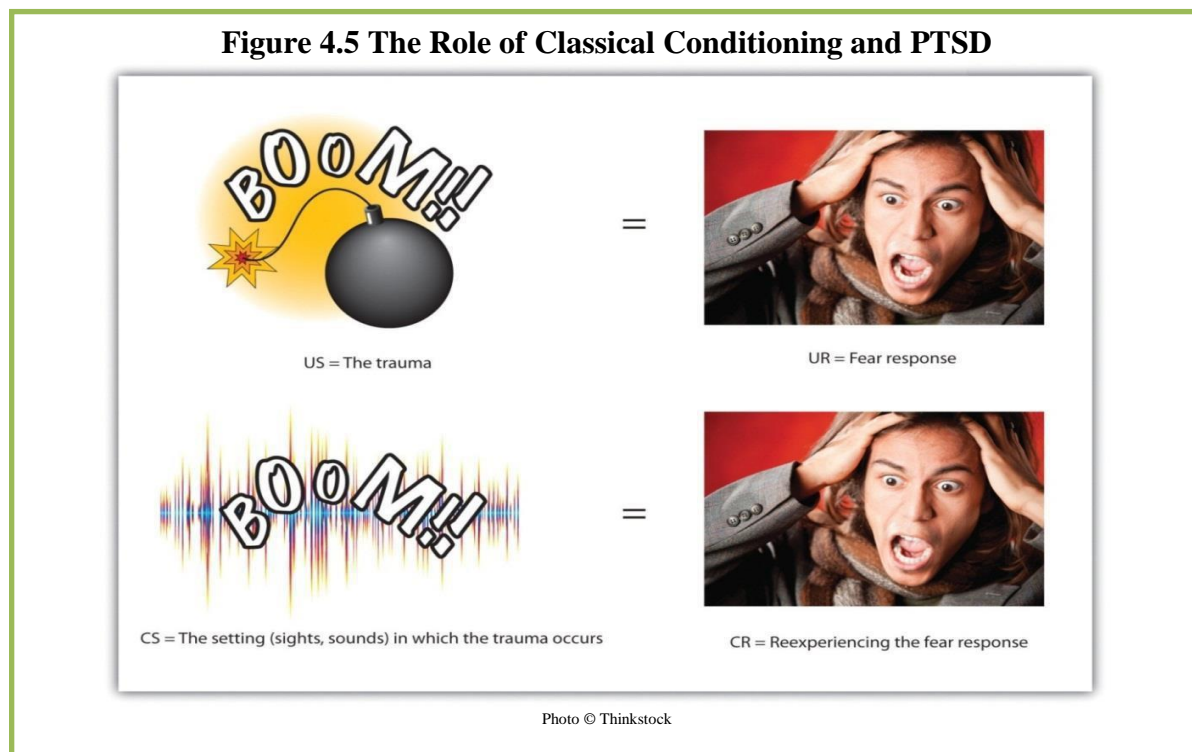 Figure 4.5 The Role of Classical Conditioning and PTSD
BOOM!!
=
US = The trauma
UR = Fear response
BOOM!!
=
CS = The setting (sights, sounds) in which the trauma occurs
CR = Reexperiencing the fear response
Photo © Thinkstock